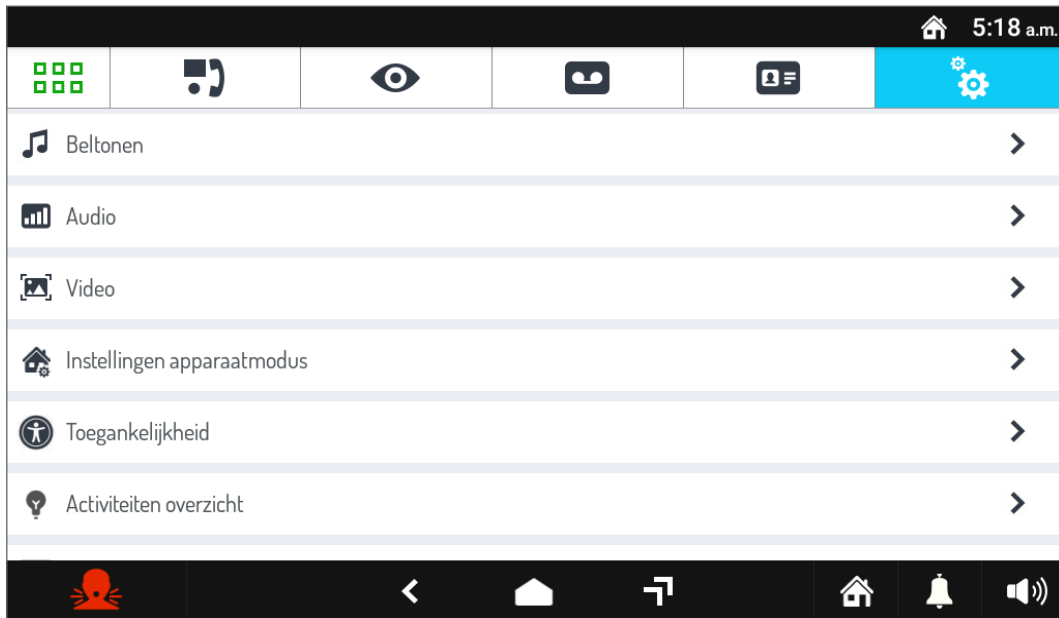 5:18 a.m.
Beltonen
Audio
Video
Instellingen apparaatmodus
Toegankelijkheid
Activiteiten overzicht